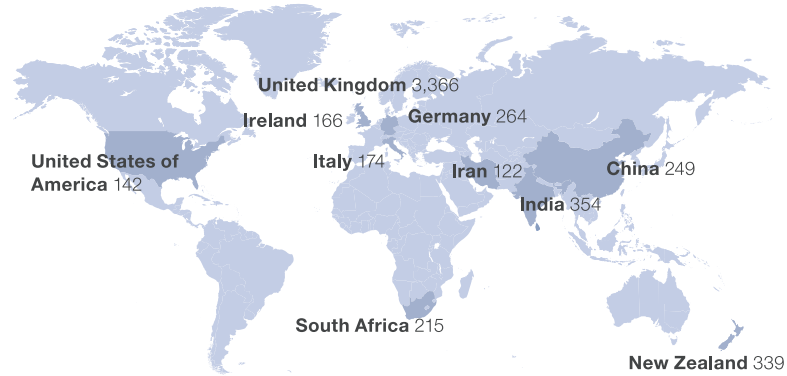 United Kingdom 3,366
Ireland 166
Germany 264
United States of
America 142
Italy 174
Iran 122
China 249
India 354
South Africa 215
New Zealand 339